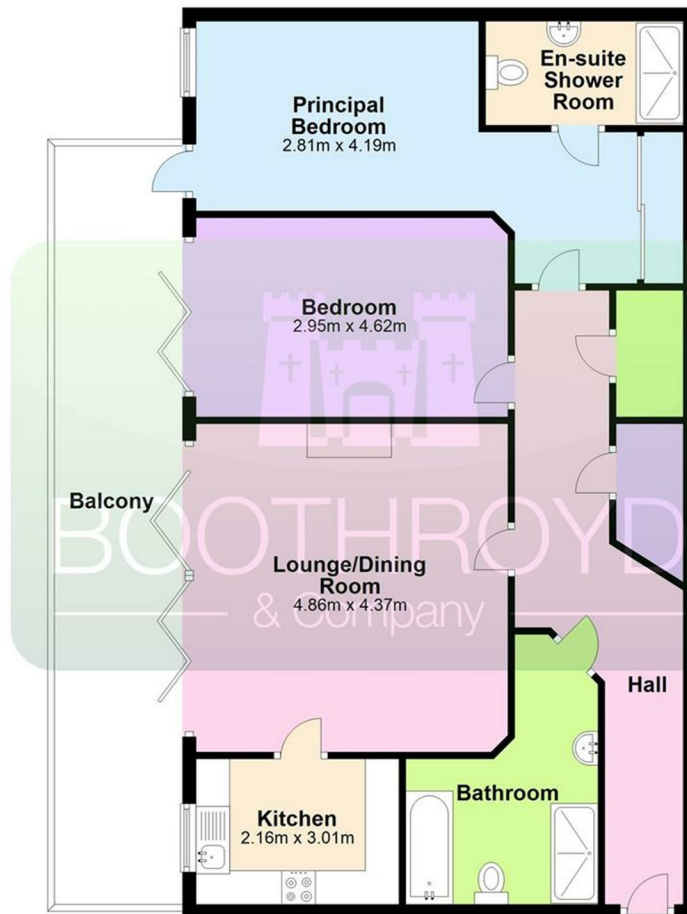 En-suite
Shower
Room
Principal
Bedroom
2.81m x 4.19m
Bedroom
2.95m x 4.62m
Balcony
BOOTHROYD
Lounge/Dining
Room
4.86m x 4.37m
& Company
Hall
Kitchen
2.16m x 3.01m
Bathroom